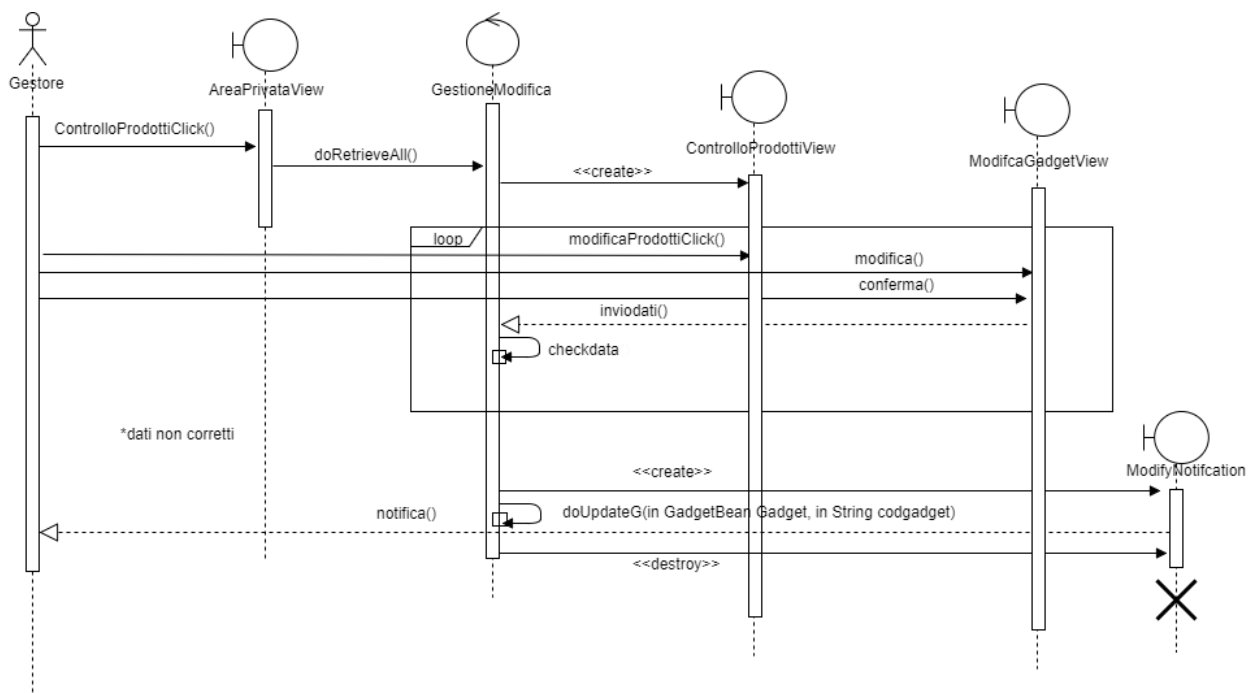 Gestore
AreaPrivataView
GestioneModifica
ControlloProdottiView
ModifcaGadgetView
ControlloProdottiClick()
doRetrieveAll()
<<create>>
loop
modificaProdottiClick()
modifica()
conferma()
inviodati()
checkdata
*dati non corretti
ModifyNotifcation
<<create>>
notifica()
doUpdateG(in GadgetBean Gadget, in String codgadget)
<<destroy>>